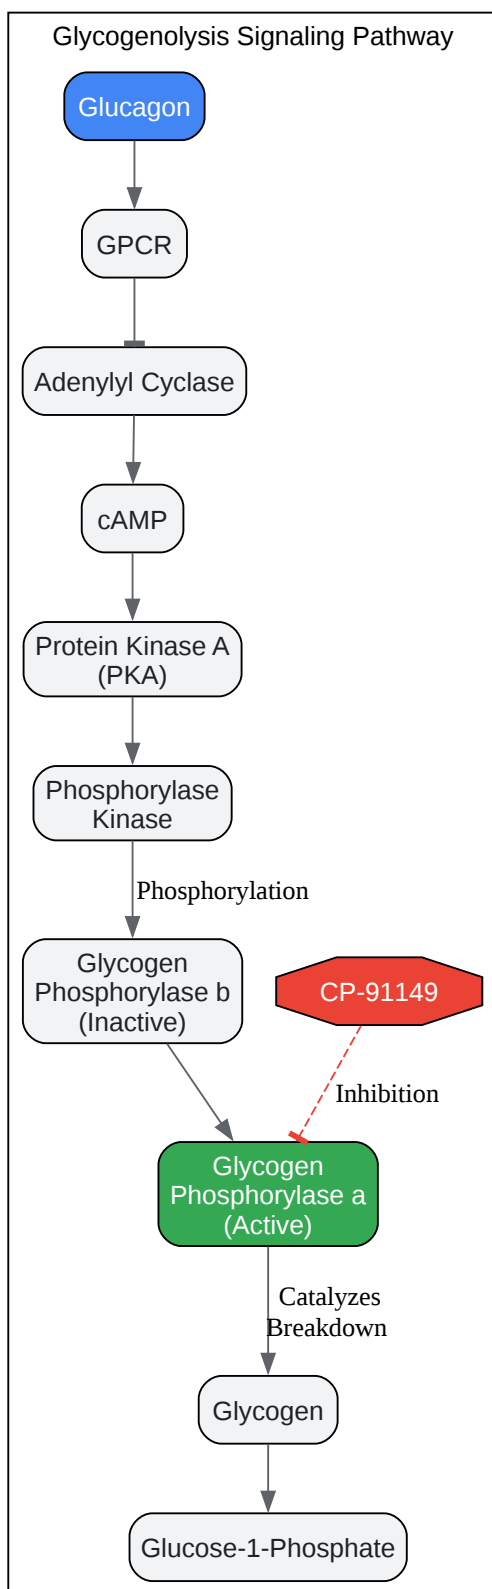 Glycogenolysis Signaling Pathway
Glucagon
GPCR
Adenylyl Cyclase
cAMP
Protein Kinase A
(PKA)
Phosphorylase
Kinase
Phosphorylation
Glycogen
Phosphorylase b
(Inactive)
CP-91149
Inhibition
Glycogen
Phosphorylase a
(Active)
Catalyzes
Breakdown
Glycogen
Glucose-1-Phosphate